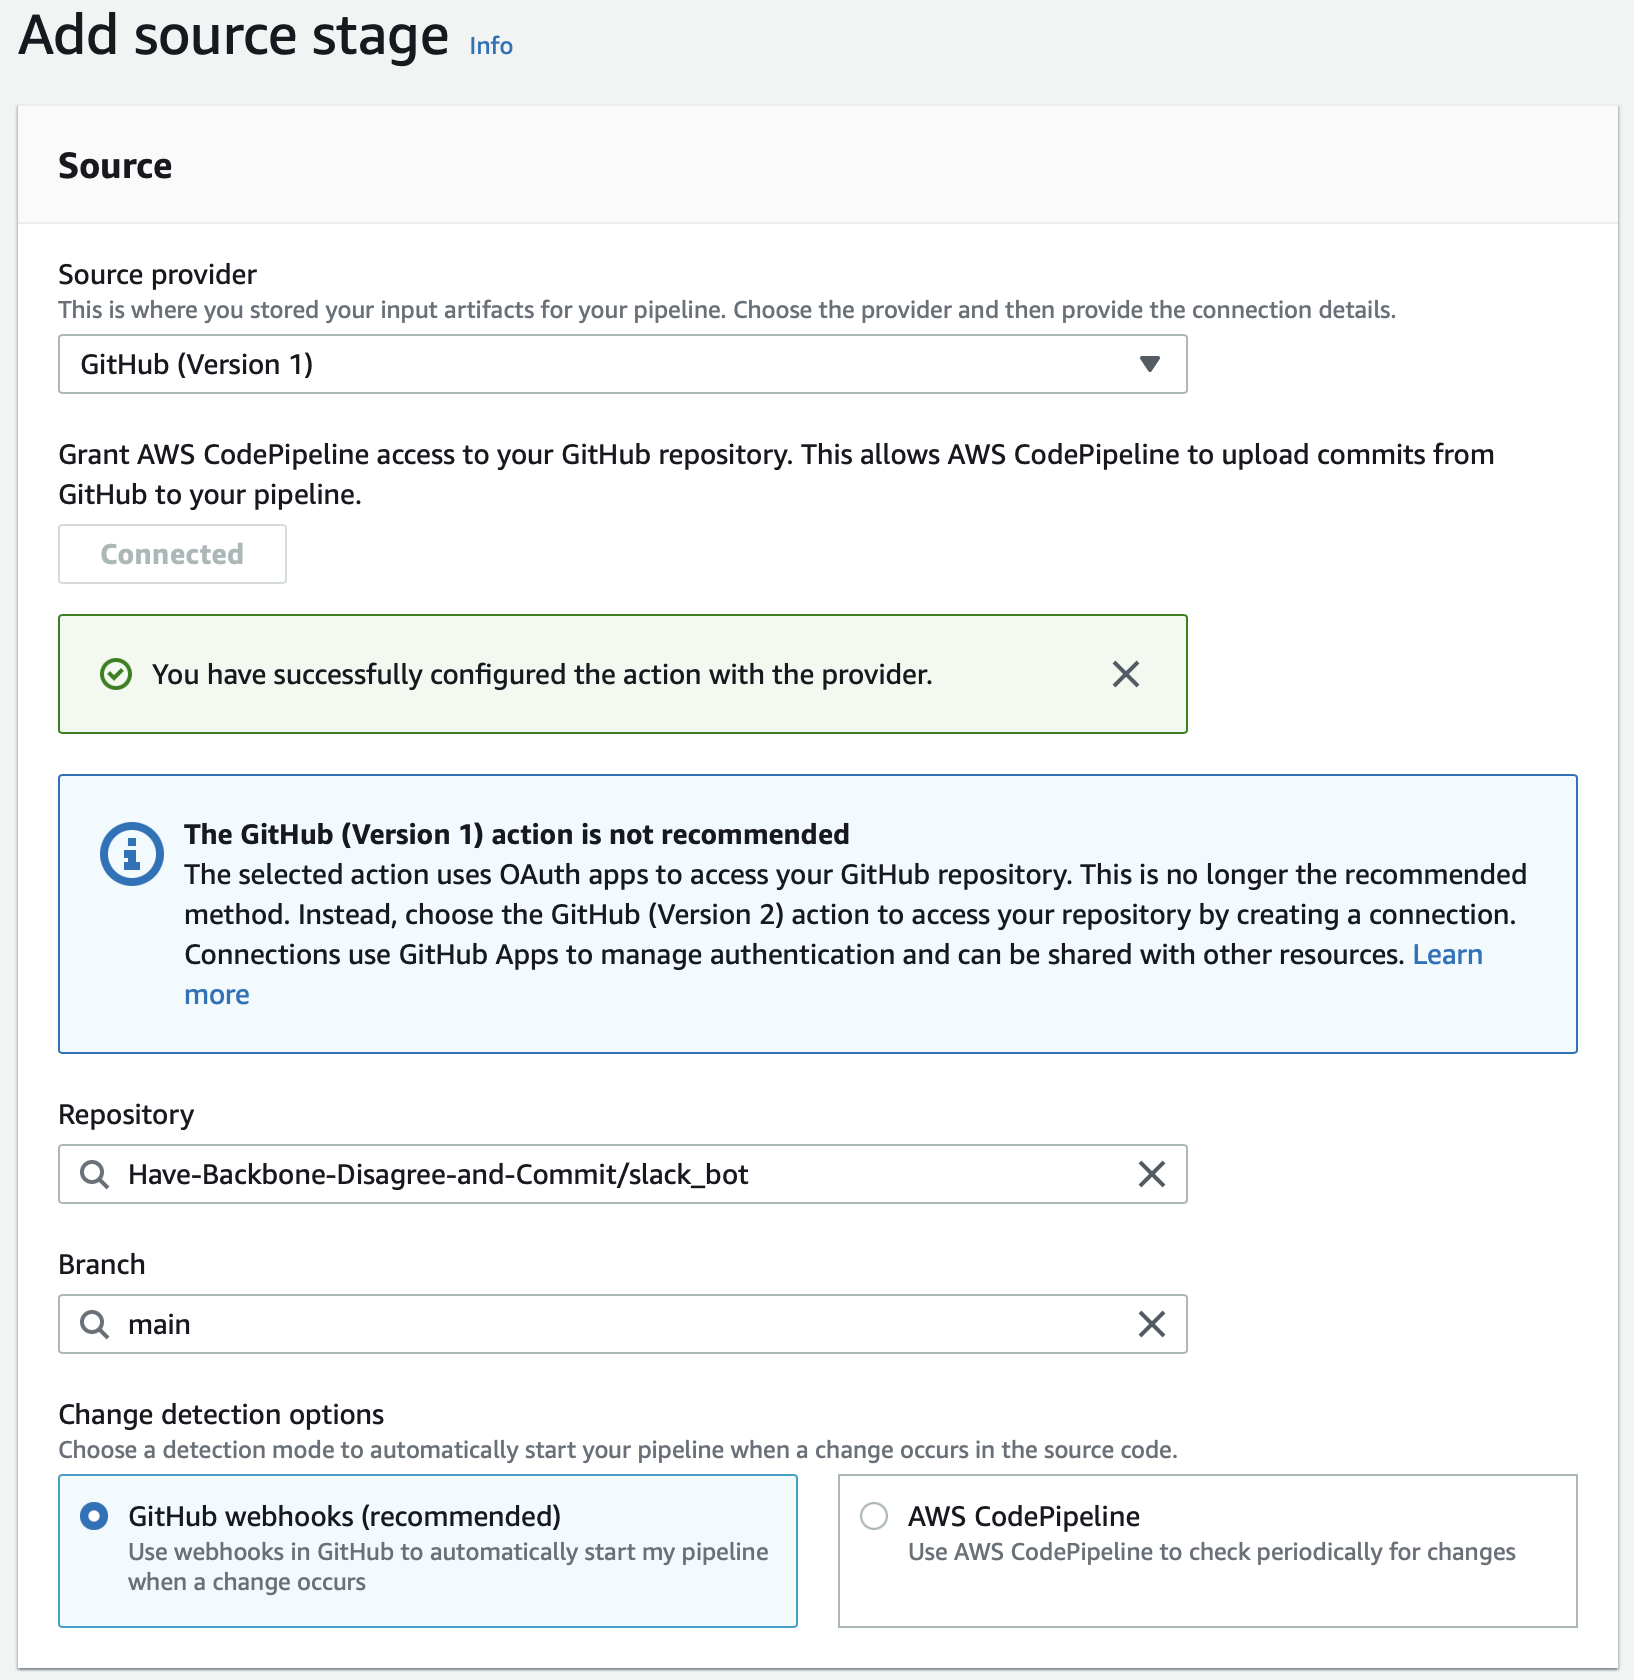 Add source stage Info
Source
Source provider
This is where you stored your input artifacts for your pipeline. Choose the provider and then provide the connection details.
GitHub (Version 1)
Grant AWS CodePipeline access to your GitHub repository. This allows AWS CodePipeline to upload commits from
GitHub to your pipeline.
Connected
You have successfully configured the action with the provider.
The GitHub (Version 1) action is not recommended
The selected action uses OAuth apps to access your GitHub repository. This is no longer the recommended
method. Instead, choose the GitHub (Version 2) action to access your repository by creating a connection.
Connections use GitHub Apps to manage authentication and can be shared with other resources. Learn
more
Repository
Have-Backbone-Disagree-and-Commit/slack_bot
Branch
main
Change detection options
Choose a detection mode to automatically start your pipeline when a change occurs in the source code.
GitHub webhooks (recommended)
Use webhooks in GitHub to automatically start my pipeline
when a change occurs
AWS CodePipeline
Use AWS CodePipeline to check periodically for changes